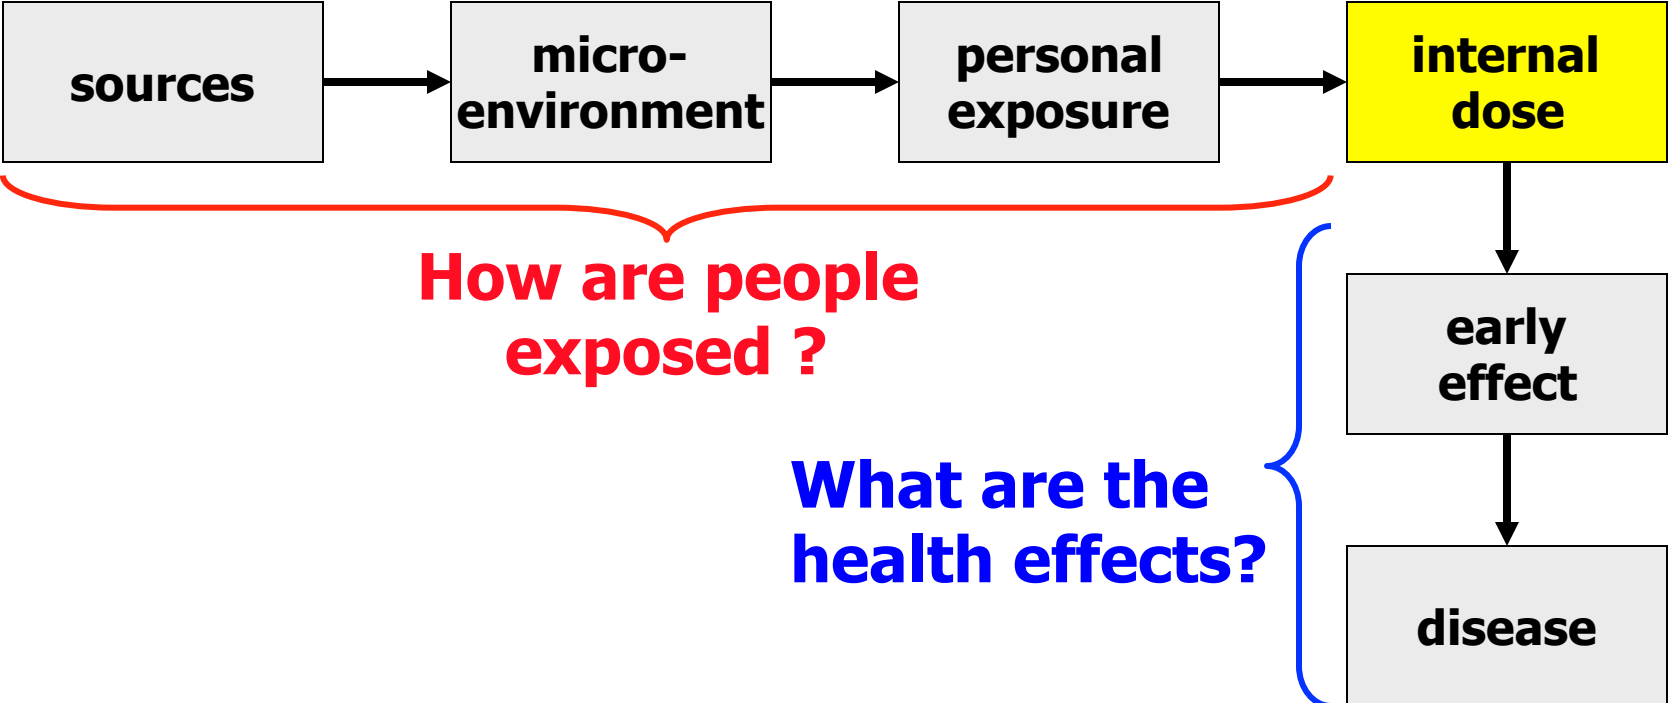 sources
micro-
environment
personal
exposure
internal
dose
How are people
exposed ?
early
effect
What are the
health effects?
disease